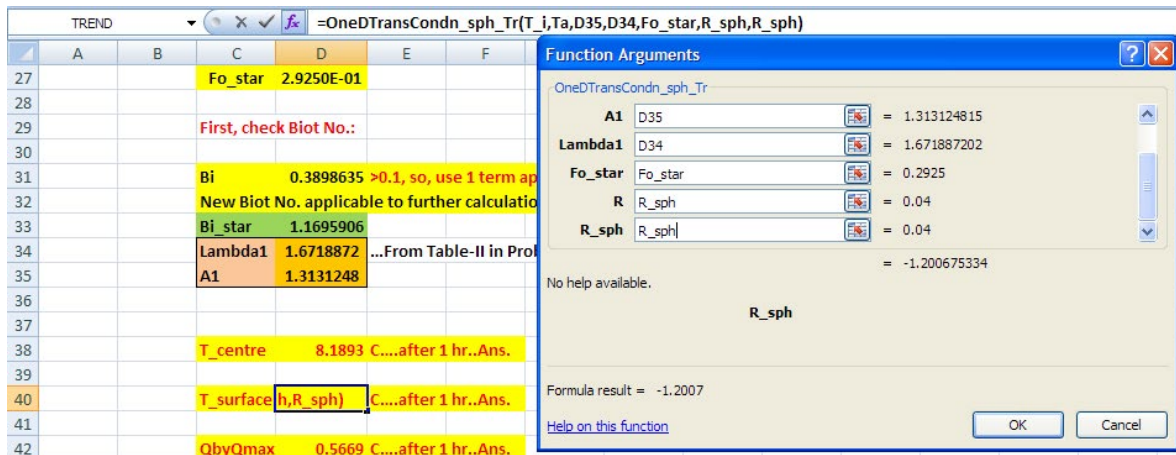 TREND =OneDTransCondn_sph_Tr(T_i,Ta,D35,D34,Fo_star,R_sph,R_sph)
A B C D E F
Function Arguments
27 Fo_star 2.9250E-01
OneDTransCondn_sph_Tr
28
A1 D35 = 1.313124815
29 First, check Biot No.:
Lambda1 D34 = 1.671887202
30
Fo_star Fo_star = 0.2925
31 Bi 0.3898635 >0.1, so, use 1 term ap
R R_sph = 0.04
32 New Biot No. applicable to further calculatio
33 Bi_star 1.1695906
R_sph R_sph = 0.04
34 Lambda1 1.6718872 ...From Table-II in Prob
= -1.200675334
35 A1 1.3131248
No help available.
36
R_sph
37
38 T_centre 8.1893 C....after 1 hr..Ans.
39
Formula result = -1.2007
40 T_surface h,R_sph) C....after 1 hr..Ans.
41
Help on this function OK Cancel
42 QbyQmax 0.5669 C....after 1 hr..Ans.